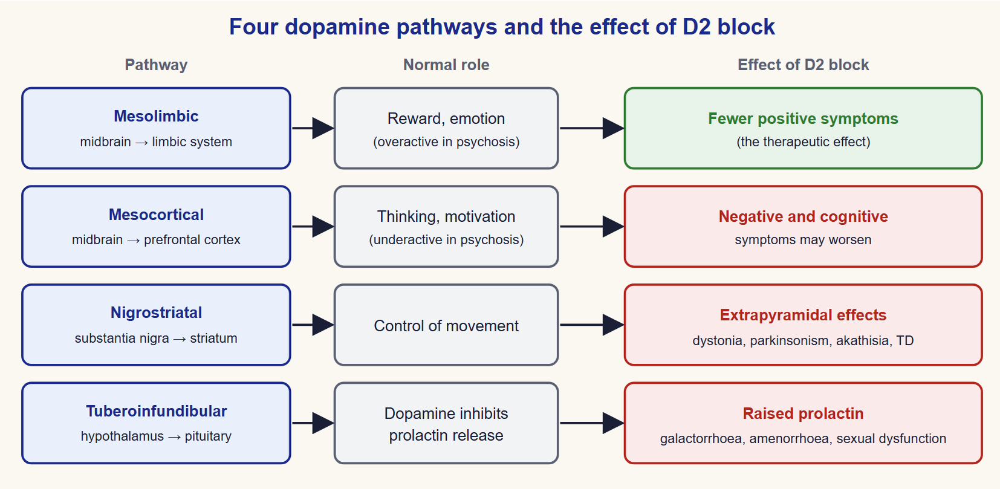 Four dopamine pathways and the effect of D2 block
Pathway
Normal role
Effect of D2 block
Mesolimbic
midbrain → limbic system
Reward, emotion
(overactive in psychosis)
Fewer positive symptoms
(the therapeutic effect)
Mesocortical
midbrain → prefrontal cortex
Thinking, motivation
(underactive in psychosis)
Negative and cognitive
symptoms may worsen
Nigrostriatal
substantia nigra → striatum
Control of movement
Extrapyramidal effects
dystonia, parkinsonism, akathisia, TD
Tuberoinfundibular
hypothalamus → pituitary
Dopamine inhibits
prolactin release
Raised prolactin
galactorrhoea, amenorrhoea, sexual dysfunction